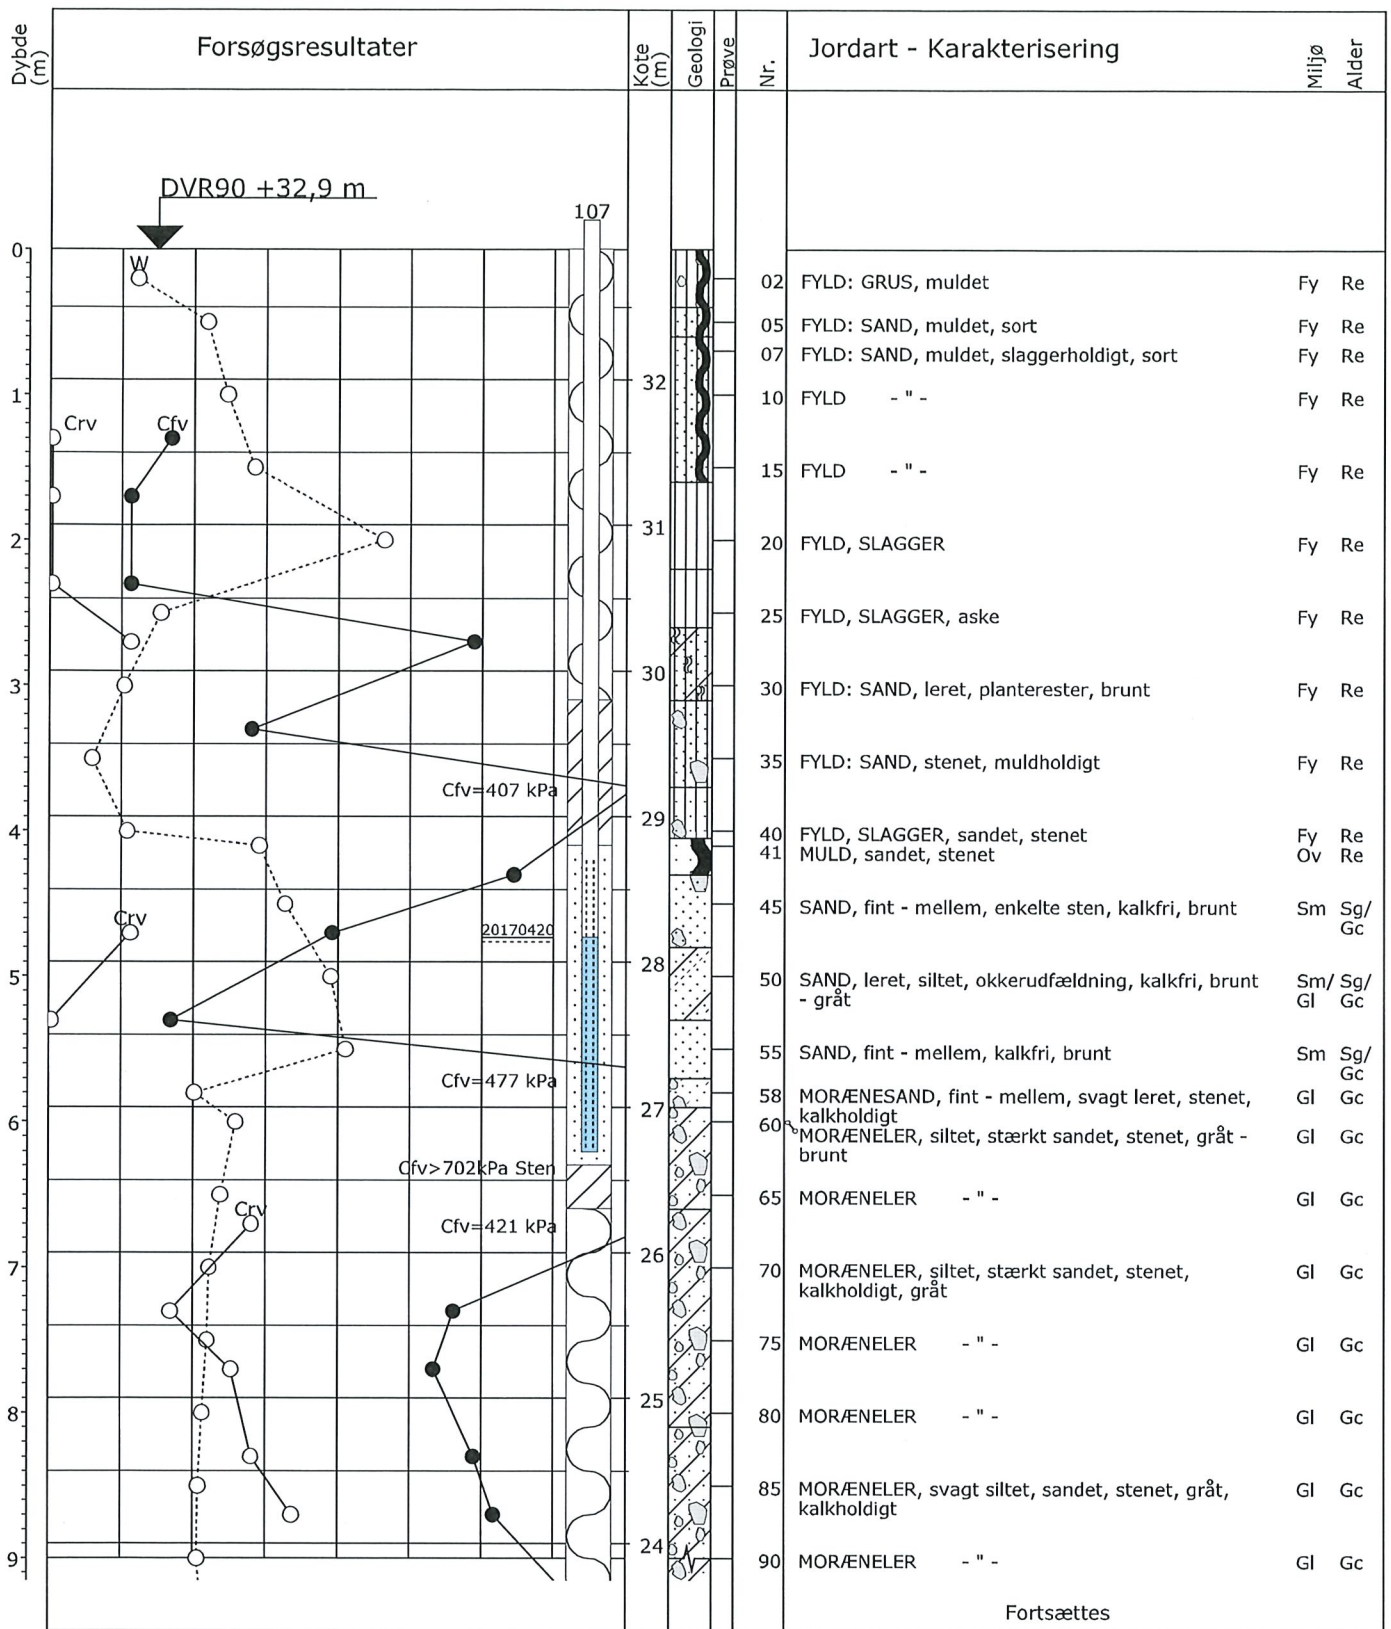 Dybde
(m)
Forsøgsresultater
Kote
(m)
Geologi
Prøve
Nr.
Jordart - Karakterisering
Miljø
Alder
DVR90 +32,9 m
107
0
W
02 FYLD: GRUS, muldet Fy Re
05 FYLD: SAND, muldet, sort Fy Re
07 FYLD: SAND, muldet, slaggerholdigt, sort Fy Re
32
1
10 FYLD - " - Fy Re
Crv Cfv
15 FYLD - " - Fy Re
31
2
20 FYLD, SLAGGER Fy Re
25 FYLD, SLAGGER, aske Fy Re
30
3
30 FYLD: SAND, leret, planterester, brunt Fy Re
35 FYLD: SAND, stenet, muldholdigt Fy Re
Cfv=407 kPa
29
4
40 FYLD, SLAGGER, sandet, stenet Fy Re
41 MULD, sandet, stenet Ov Re
45 SAND, fint - mellem, enkelte sten, kalkfri, brunt Sm Sg/
Gc
Crv
20170420
28
5
50 SAND, leret, siltet, okkerudfældning, kalkfri, brunt Sm/ Sg/
- gråt Gl Gc
55 SAND, fint - mellem, kalkfri, brunt Sm Sg/
Gc
Cfv=477 kPa
58 MORÆNESAND, fint - mellem, svagt leret, stenet, Gl Gc
kalkholdigt
27
6
60 MORÆNELER, siltet, stærkt sandet, stenet, gråt - Gl Gc
brunt
Cfv>702kPa Sten
65 MORÆNELER - " - Gl Gc
Crv
Cfv=421 kPa
26
7
70 MORÆNELER, siltet, stærkt sandet, stenet, Gl Gc
kalkholdigt, gråt
75 MORÆNELER - " - Gl Gc
25
8
80 MORÆNELER - " - Gl Gc
85 MORÆNELER, svagt siltet, sandet, stenet, gråt, Gl Gc
kalkholdigt
24
9
90 MORÆNELER - " - Gl Gc
Fortsættes